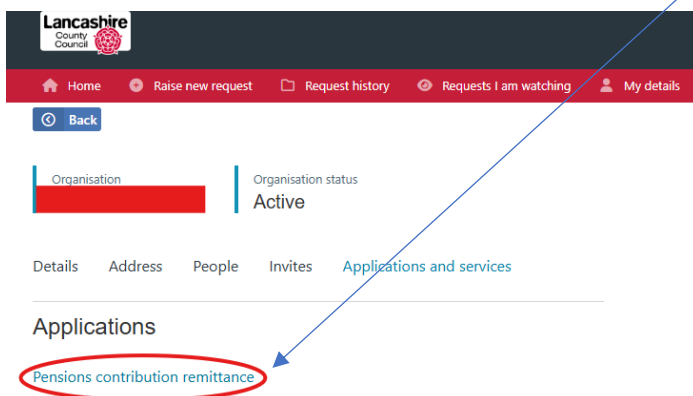 Lancashire
County
Council
Home Raise new request Request history Requests I am watching My details
Back
Organisation Organisation status
Active
Details Address People Invites Applications and services
Applications
Pensions contribution remittance